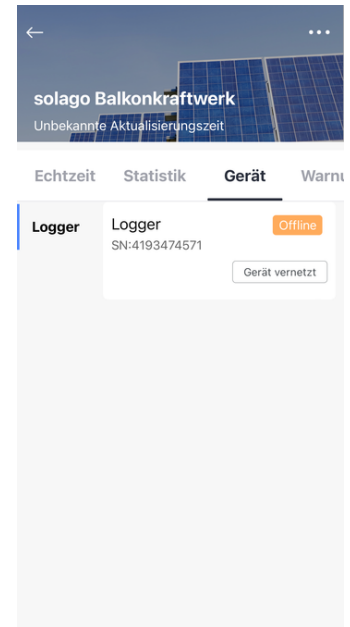 solago Balkonkraftwerk
Unbekannte Aktualisierungszeit
Echtzeit Statistik Gerät Warnu
Logger
Logger Offline
SN:4193474571
Gerät vernetzt